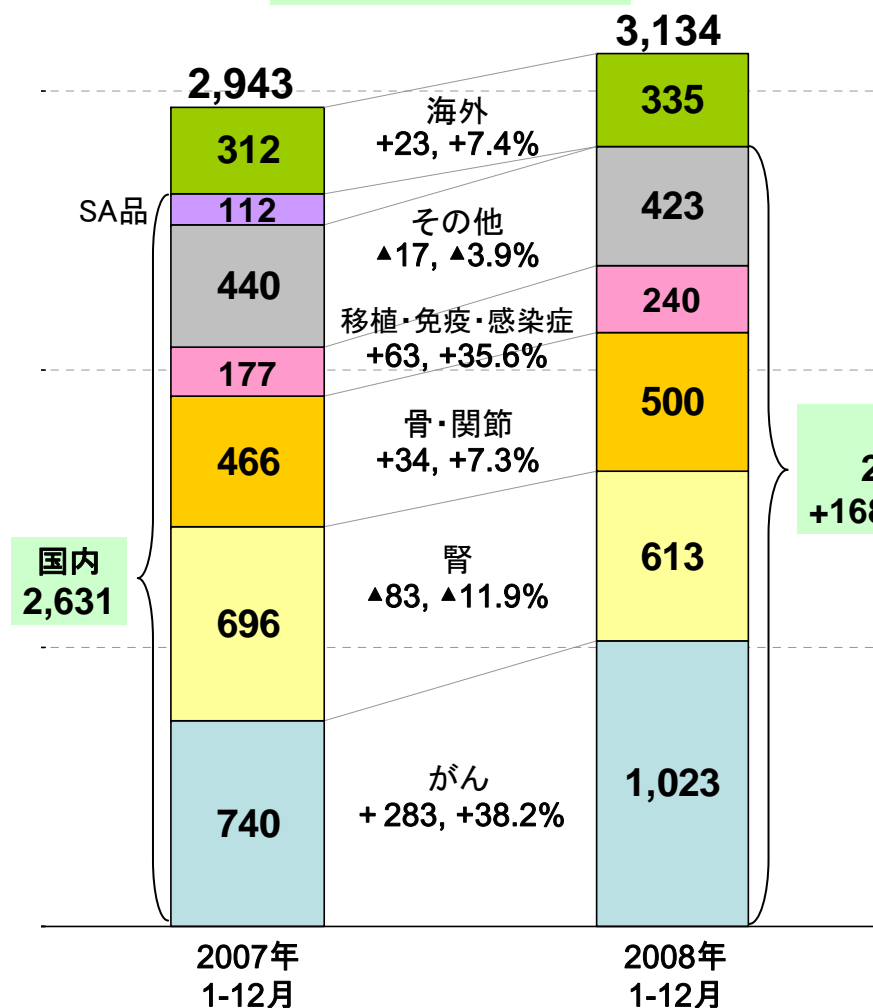 3,134
2,943
海外
+23, +7.4%
335
312
SA品
112
その他
▲17, ▲3.9%
423
440
移植・免疫・感染症
+63, +35.6%
240
177
骨・関節
+34, +7.3%
500
466
2
+168
国内
2,631
腎
▲83, ▲11.9%
613
696
がん
+283, +38.2%
1,023
740
2007年
1-12月
2008年
1-12月